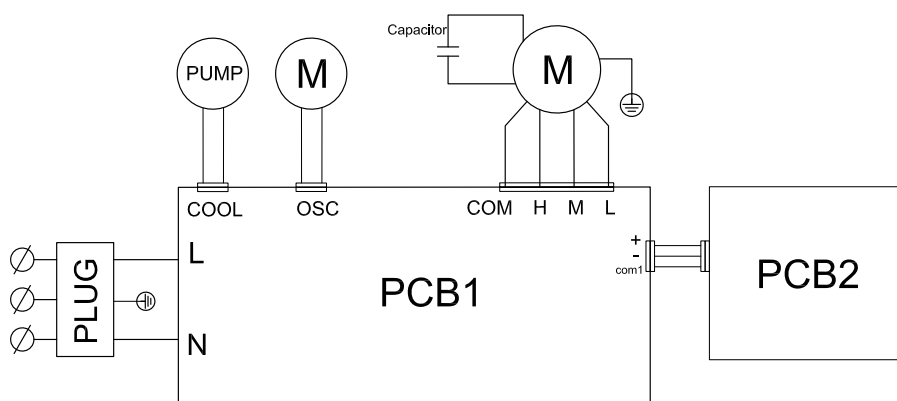 Capacitor
PUMP
M
M
COOL
OSC
COM H M L
PLUG
L
N
PCB1
+
-
com1
PCB2